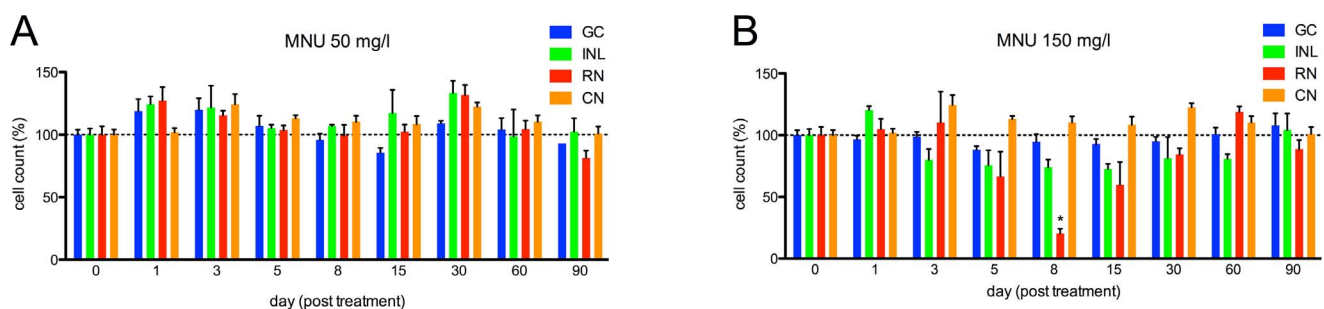 A
MNU 50 mg/l
GC
INL
RN
CN
cell count (%)
150
100
50
0
0 1 3 5 8 15 30 60 90
day (post treatment)
B
MNU 150 mg/l
GC
INL
RN
CN
cell count (%)
150
100
50
0
*
0 1 3 5 8 15 30 60 90
day (post treatment)